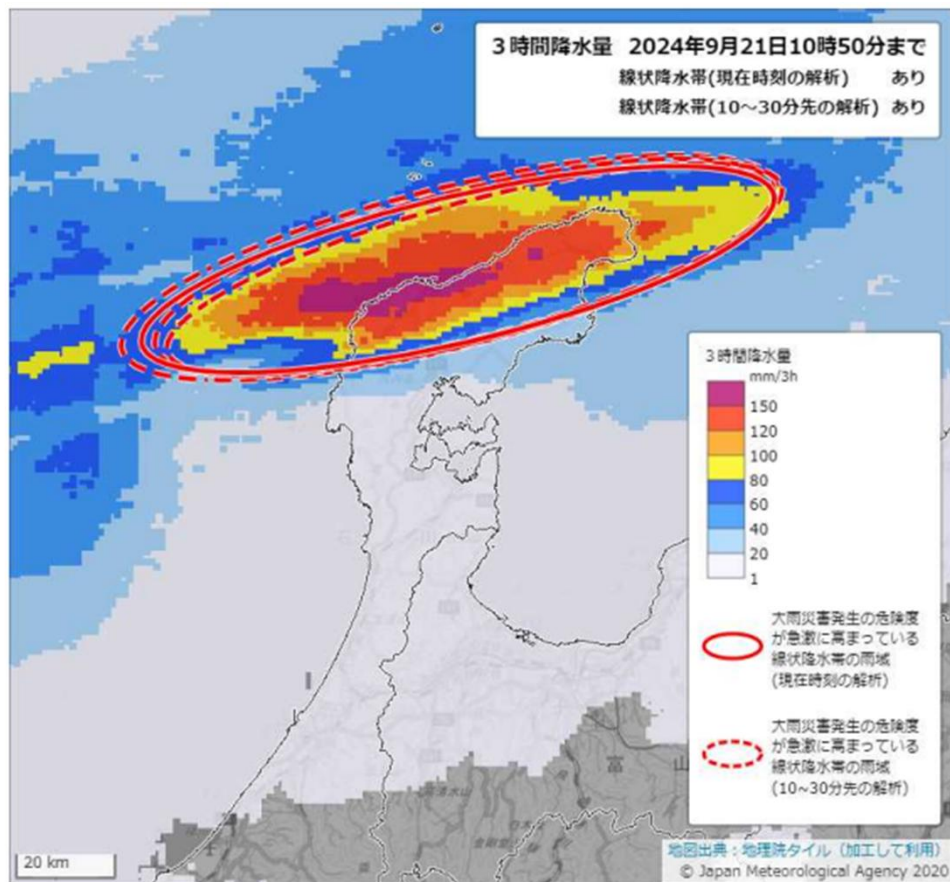 ３時間降水量 2024年9月21日10時50分まで
線状降水帯(現在時刻の解析) あり
線状降水帯(10～30分先の解析) あり
３時間降水量
mm/3h
150
120
100
80
60
40
20
1
大雨災害発生の危険度
が急激に高まっている
線状降水帯の雨域
(現在時刻の解析)
大雨災害発生の危険度
が急激に高まっている
線状降水帯の雨域
(10~30分先の解析)
富 山
20 km
地図出典：地理院タイル（加工して利用）
© Japan Meteorological Agency 202